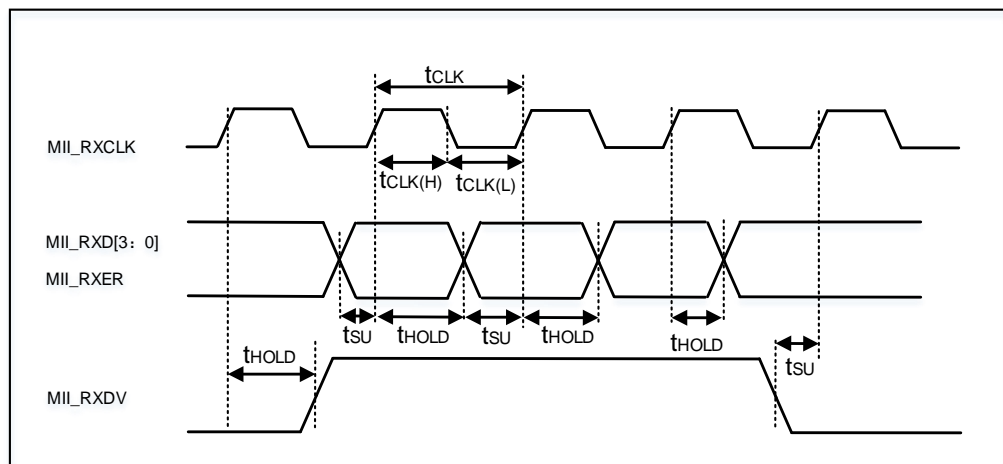 tCLK
MII_RXCLK
tCLK(H)
tCLK(L)
MII_RXD[3：0]
MII_RXER
tSU
tHOLD
tSU
tHOLD
tHOLD
tHOLD
tSU
MII_RXDV